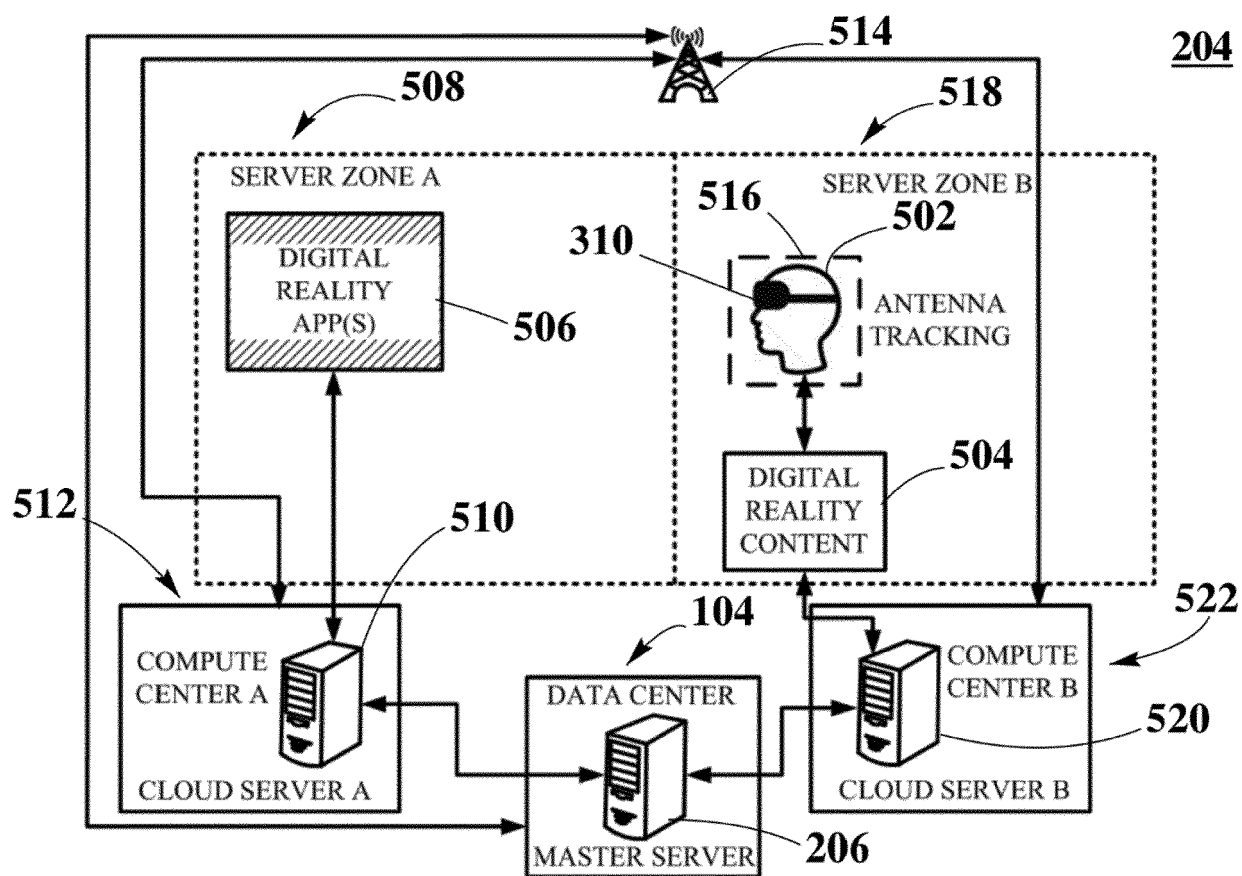 514
204
508
518
SERVER ZONE A
SERVER ZONE B
516
502
310
DIGITAL
REALITY
APP(S)
506
ANTENNA
TRACKING
DIGITAL
REALITY
CONTENT
504
512
510
104
522
COMPUTE
CENTER A
CLOUD SERVER A
DATA CENTER
MASTER SERVER
206
COMPUTE
CENTER B
520
CLOUD SERVER B